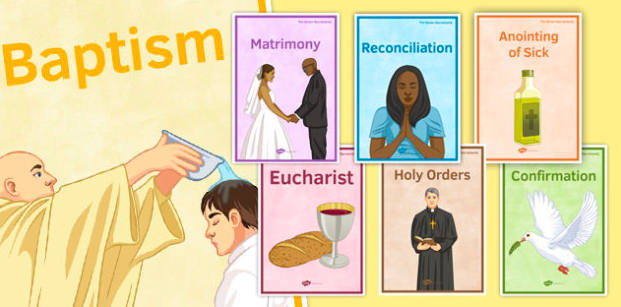 Baptism
Matrimony
Reconciliation
Anointing
of Sick
Eucharist
Holy Orders
Confirmation